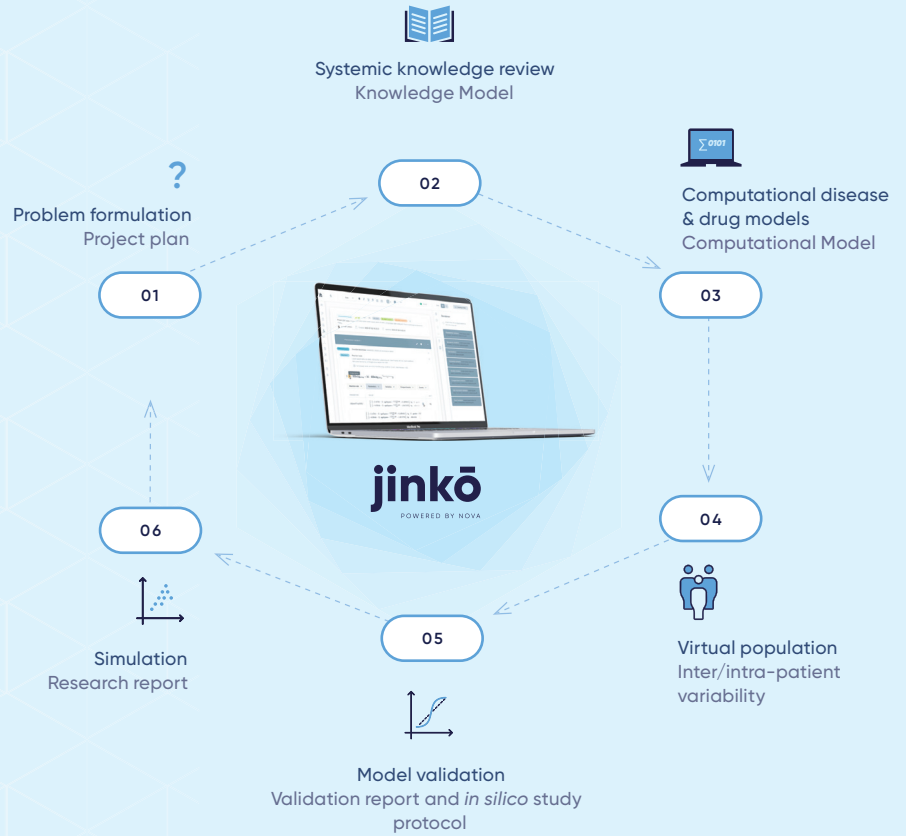 Systemic knowledge review
Knowledge Model
?
Problem formulation
Project plan
01
02
∑0101
Computational disease
& drug models
Computational Model
03
jinkō
POWERED BY NOVA
04
Virtual population
Inter/intra-patient
variability
05
Model validation
Validation report and in silico study
protocol
06
Simulation
Research report